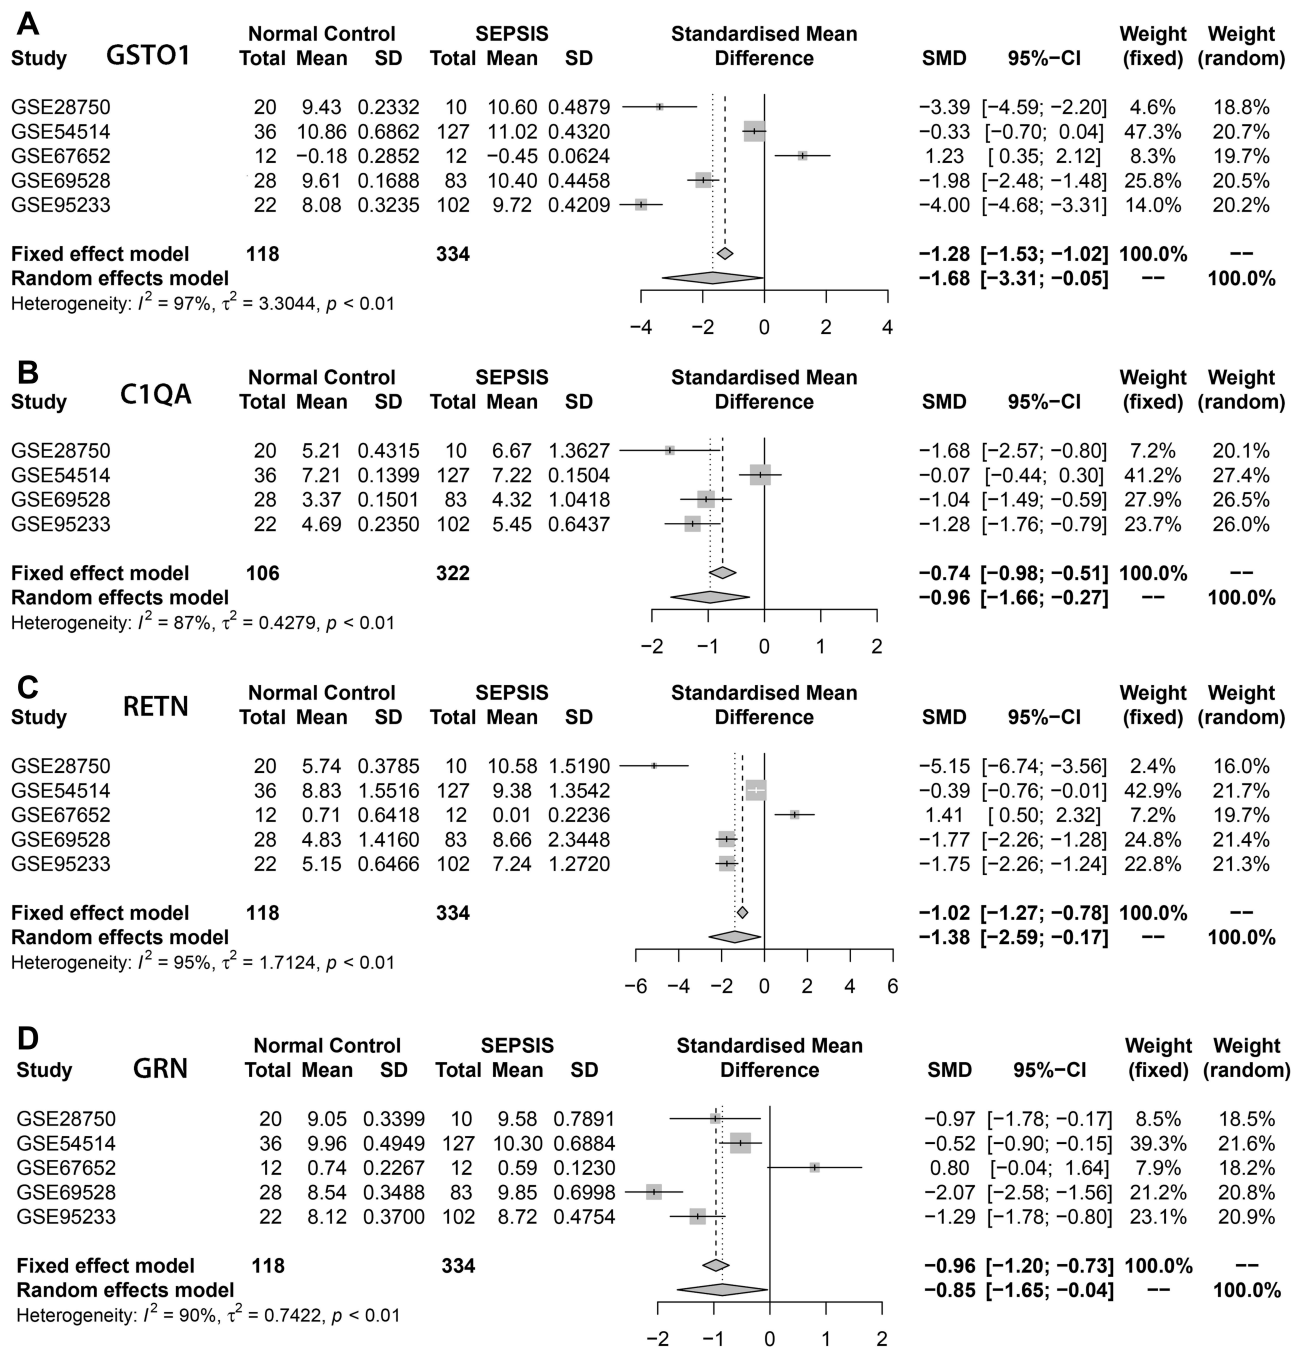 A
Normal Control SEPSIS Standardised Mean Weight Weight
Study GSTO1 Total Mean SD Total Mean SD Difference SMD 95%−CI (fixed) (random)
GSE28750 20 9.43 0.2332 10 10.60 0.4879 −3.39 [−4.59; −2.20] 4.6% 18.8%
GSE54514 36 10.86 0.6862 127 11.02 0.4320 −0.33 [−0.70; 0.04] 47.3% 20.7%
GSE67652 12 −0.18 0.2852 12 −0.45 0.0624 1.23 [ 0.35; 2.12] 8.3% 19.7%
GSE69528 28 9.61 0.1688 83 10.40 0.4458 −1.98 [−2.48; −1.48] 25.8% 20.5%
GSE95233 22 8.08 0.3235 102 9.72 0.4209 −4.00 [−4.68; −3.31] 14.0% 20.2%
Fixed effect model 118 334 −1.28 [−1.53; −1.02] 100.0% −−
Random effects model −1.68 [−3.31; −0.05] −− 100.0%
Heterogeneity: I² = 97%, τ² = 3.3044, p < 0.01
−4 −2 0 2 4
B
Normal Control SEPSIS Standardised Mean Weight Weight
Study C1QA Total Mean SD Total Mean SD Difference SMD 95%−CI (fixed) (random)
GSE28750 20 5.21 0.4315 10 6.67 1.3627 −1.68 [−2.57; −0.80] 7.2% 20.1%
GSE54514 36 7.21 0.1399 127 7.22 0.1504 −0.07 [−0.44; 0.30] 41.2% 27.4%
GSE69528 28 3.37 0.1501 83 4.32 1.0418 −1.04 [−1.49; −0.59] 27.9% 26.5%
GSE95233 22 4.69 0.2350 102 5.45 0.6437 −1.28 [−1.76; −0.79] 23.7% 26.0%
Fixed effect model 106 322 −0.74 [−0.98; −0.51] 100.0% −−
Random effects model −0.96 [−1.66; −0.27] −− 100.0%
Heterogeneity: I² = 87%, τ² = 0.4279, p < 0.01
−2 −1 0 1 2
C
Normal Control SEPSIS Standardised Mean Weight Weight
Study RETN Total Mean SD Total Mean SD Difference SMD 95%−CI (fixed) (random)
GSE28750 20 5.74 0.3785 10 10.58 1.5190 −5.15 [−6.74; −3.56] 2.4% 16.0%
GSE54514 36 8.83 1.5516 127 9.38 1.3542 −0.39 [−0.76; −0.01] 42.9% 21.7%
GSE67652 12 0.71 0.6418 12 0.01 0.2236 1.41 [ 0.50; 2.32] 7.2% 19.7%
GSE69528 28 4.83 1.4160 83 8.66 2.3448 −1.77 [−2.26; −1.28] 24.8% 21.4%
GSE95233 22 5.15 0.6466 102 7.24 1.2720 −1.75 [−2.26; −1.24] 22.8% 21.3%
Fixed effect model 118 334 −1.02 [−1.27; −0.78] 100.0% −−
Random effects model −1.38 [−2.59; −0.17] −− 100.0%
Heterogeneity: I² = 95%, τ² = 1.7124, p < 0.01
−6 −4 −2 0 2 4 6
D
Normal Control SEPSIS Standardised Mean Weight Weight
Study GRN Total Mean SD Total Mean SD Difference SMD 95%−CI (fixed) (random)
GSE28750 20 9.05 0.3399 10 9.58 0.7891 −0.97 [−1.78; −0.17] 8.5% 18.5%
GSE54514 36 9.96 0.4949 127 10.30 0.6884 −0.52 [−0.90; −0.15] 39.3% 21.6%
GSE67652 12 0.74 0.2267 12 0.59 0.1230 0.80 [−0.04; 1.64] 7.9% 18.2%
GSE69528 28 8.54 0.3488 83 9.85 0.6998 −2.07 [−2.58; −1.56] 21.2% 20.8%
GSE95233 22 8.12 0.3700 102 8.72 0.4754 −1.29 [−1.78; −0.80] 23.1% 20.9%
Fixed effect model 118 334 −0.96 [−1.20; −0.73] 100.0% −−
Random effects model −0.85 [−1.65; −0.04] −− 100.0%
Heterogeneity: I² = 90%, τ² = 0.7422, p < 0.01
−2 −1 0 1 2